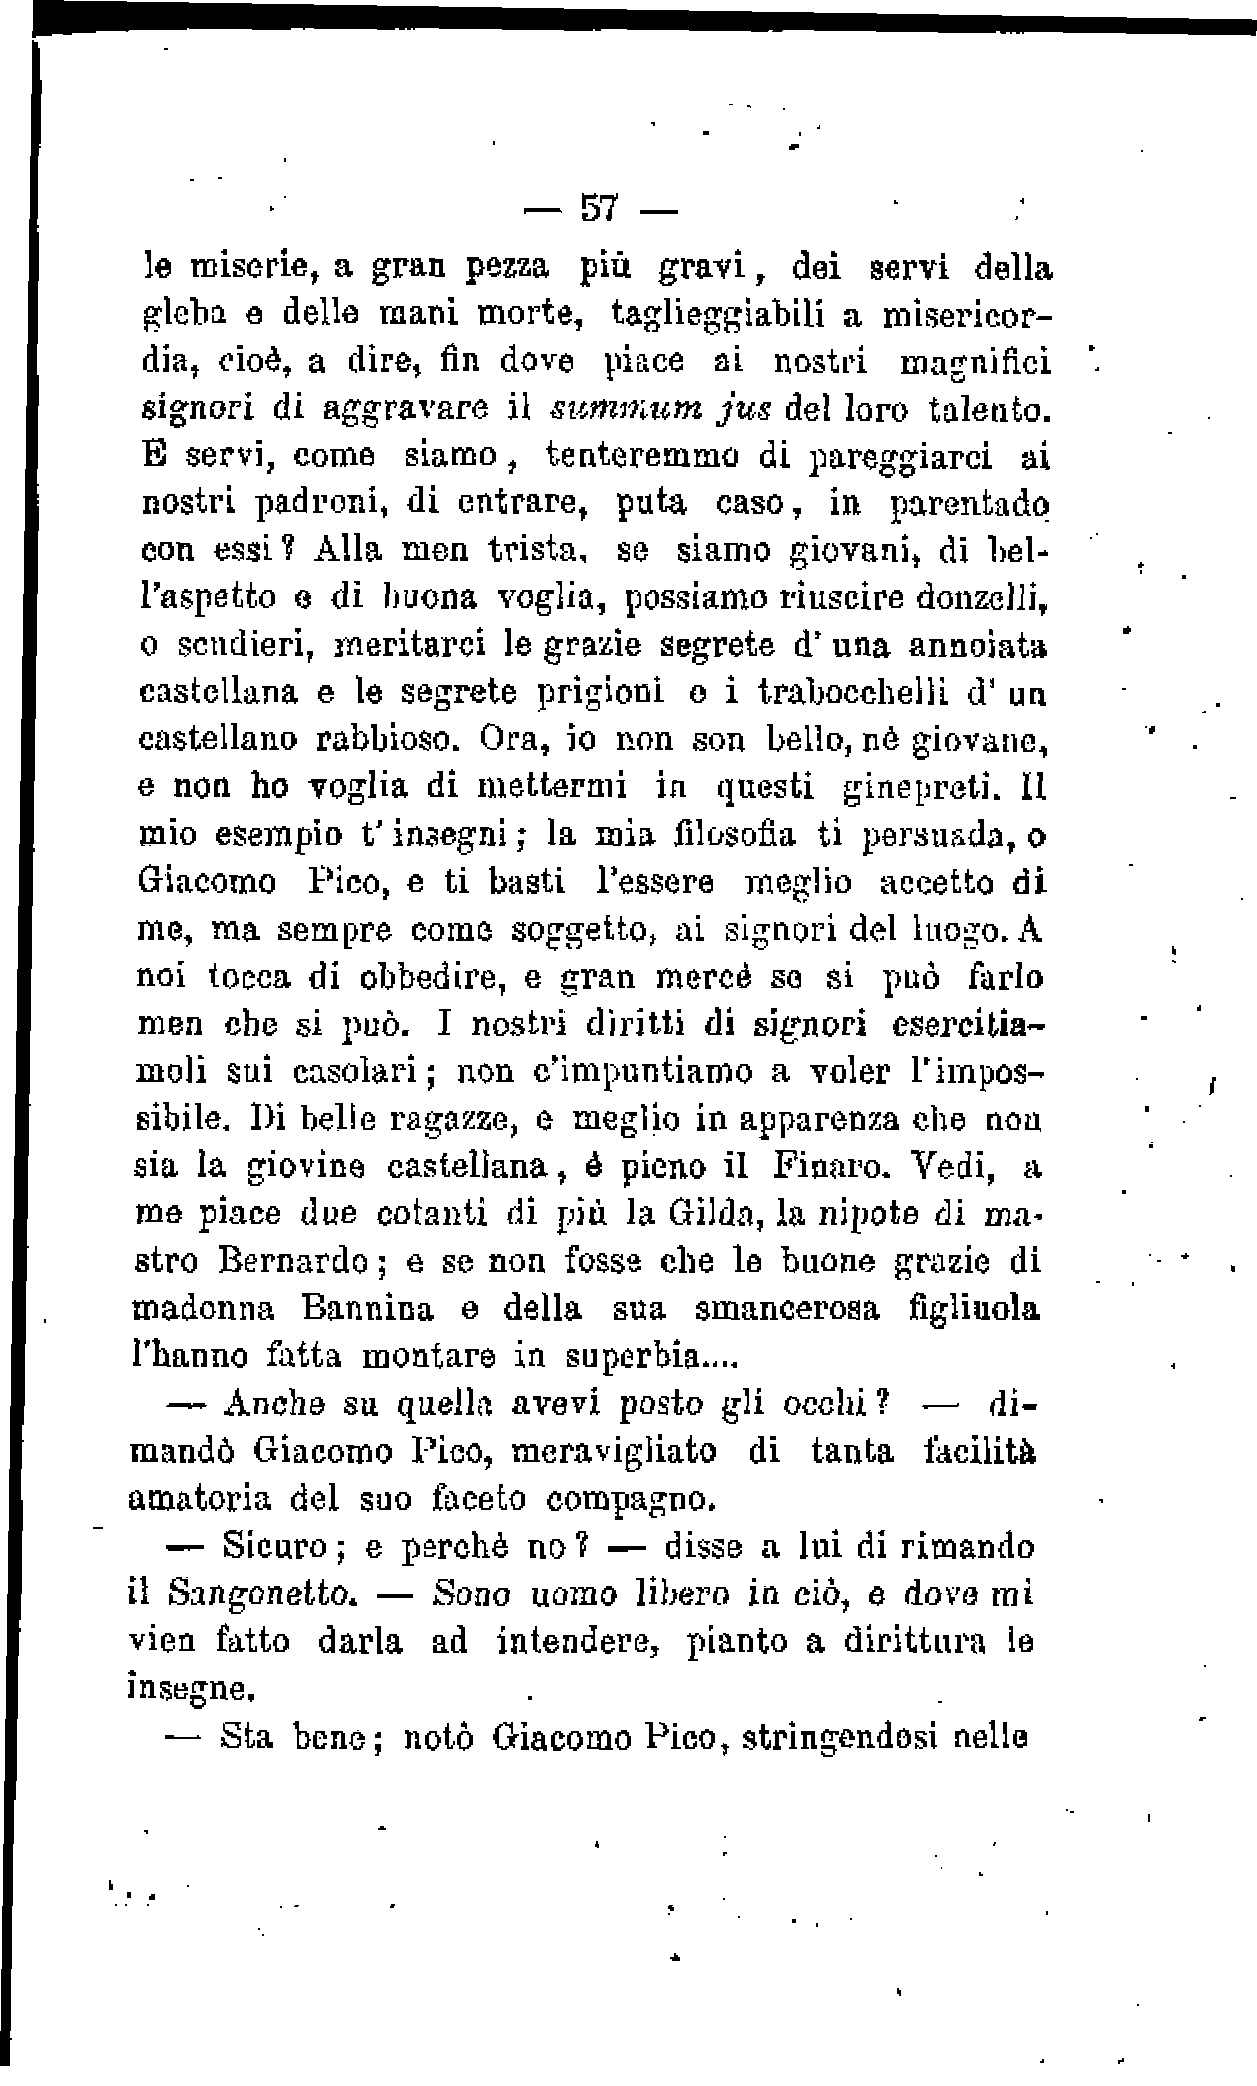 — 57 —
le miserie, a gran pezza più gravi, dei servi della
gleba e delle mani morte, taglieggiabili a misericor-
dia, cioè, a dire, fin dove piace ai nostri magnifici
signori di aggravare il summum jus del loro talento.
E servi, come siamo, tenteremmo di pareggiarci ai
nostri padroni, di entrare, puta caso, in parentado
con essi? Alla men trista, se siamo giovani, di bel-
l'aspetto e di buona voglia, possiamo riuscire donzelli,
o scudieri, meritarci le grazie segrete d'una annoiata
castellana e le segrete prigioni e i trabocchelli d'un
castellano rabbioso. Ora, io non son bello, nè giovane,
e non ho voglia di mettermi in questi ginepreti. Il
mio esempio t'insegni; la mia filosofia ti persuada, o
Giacomo Pico, e ti basti l'essere meglio accetto di
me, ma sempre come soggetto, ai signori del luogo. A
noi tocca di obbedire, e gran mercè se si può farlo
men che si può. I nostri diritti di signori esercitia-
moli sui casolari; non c'impuntiamo a voler l'impos-
sibile. Di belle ragazze, e meglio in apparenza che non
sia la giovine castellana, è pieno il Finaro. Vedi, a
me piace due cotanti di più la Gilda, la nipote di ma-
stro Bernardo; e se non fosse che le buone grazie di
madonna Bannina e della sua smancerosa figliuola
l'hanno fatta montare in superbia....
— Anche su quella avevi posto gli occhi? — di-
mandò Giacomo Pico, meravigliato di tanta facilità
amatoria del suo faceto compagno.
— Sicuro; e perchè no? — disse a lui di rimando
il Sangonetto. — Sono uomo libero in ciò, e dove mi
vien fatto darla ad intendere, pianto a dirittura le
insegne.
— Sta bene; notò Giacomo Pico, stringendosi nelle